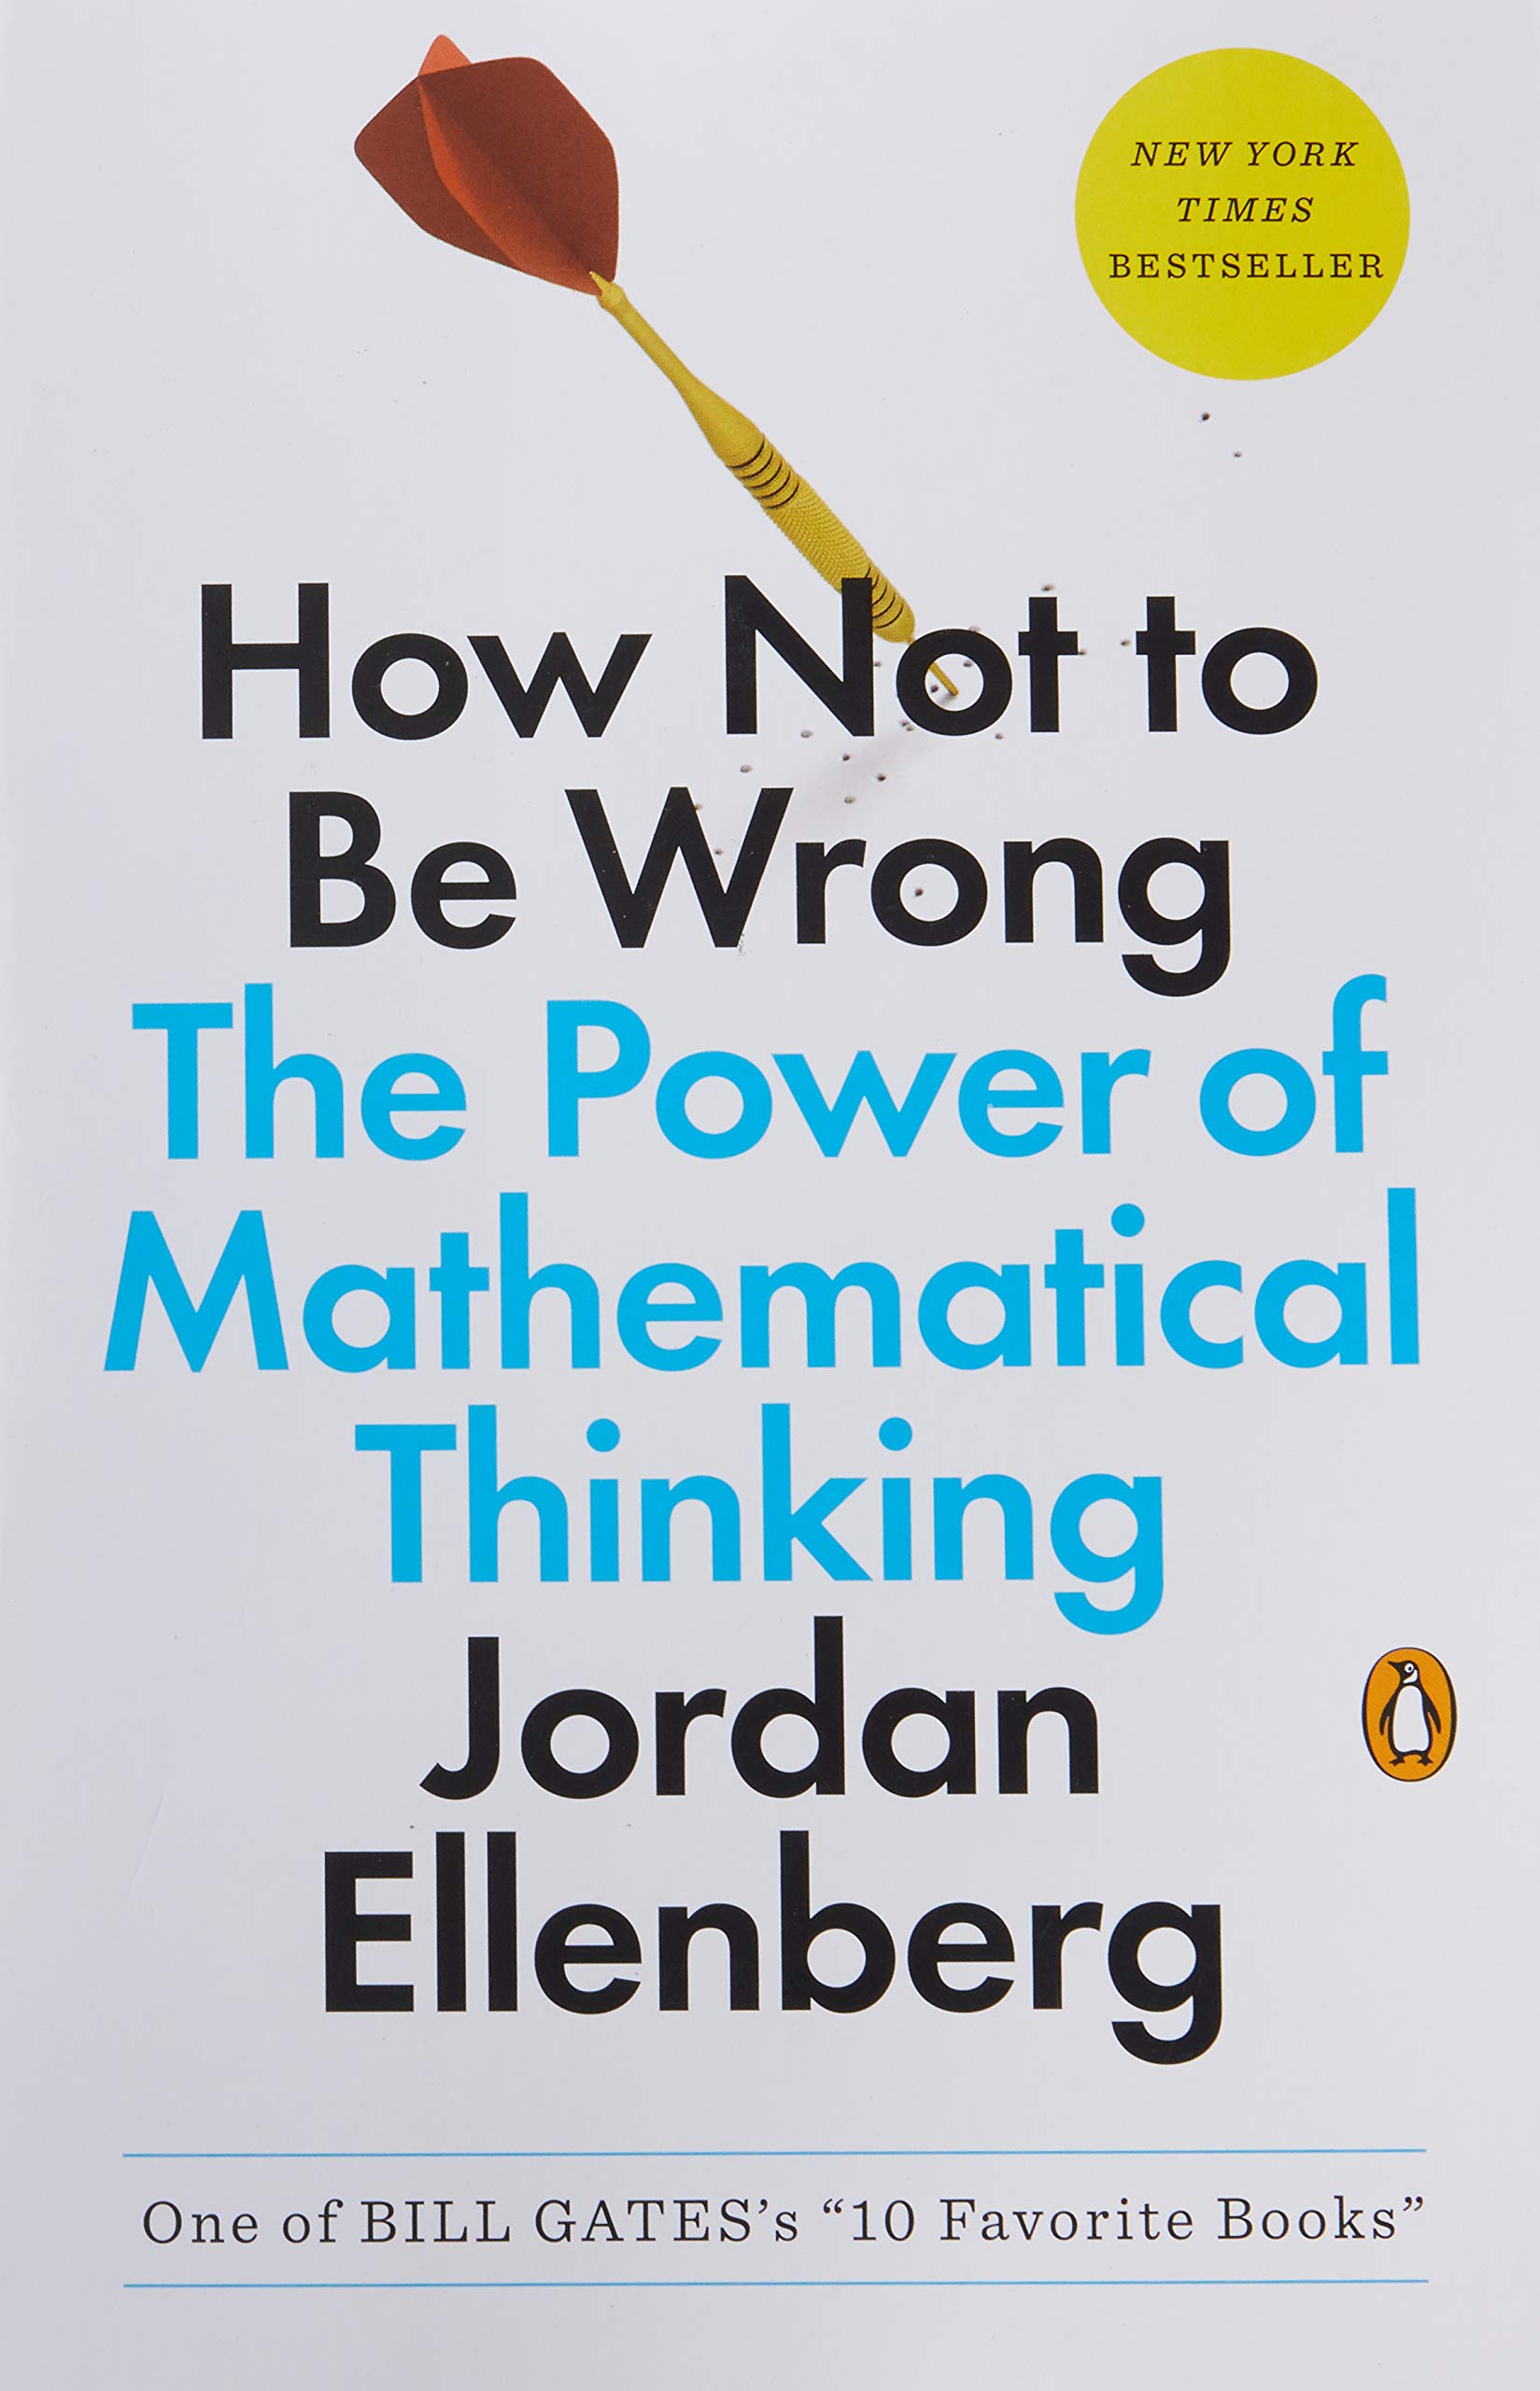 NEW YORK
TIMES
BESTSELLER
How Not to
Be Wrong
The Power of
Mathematical
Thinking
Jordan
Ellenberg
One of BILL GATES’s “10 Favorite Books”